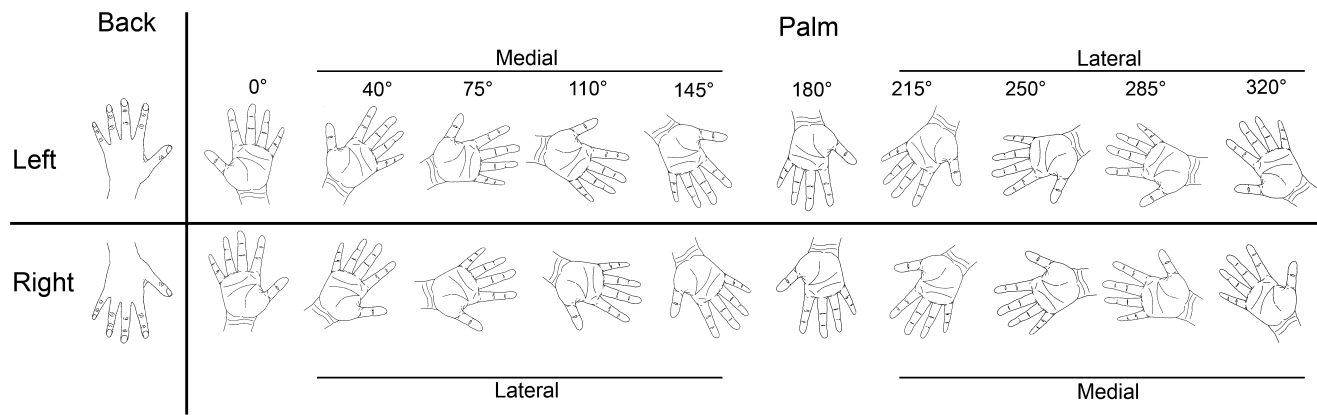 Back
Palm
Medial
Lateral
0°
40°
75°
110°
145°
180°
215°
250°
285°
320°
Left
Right
Lateral
Medial